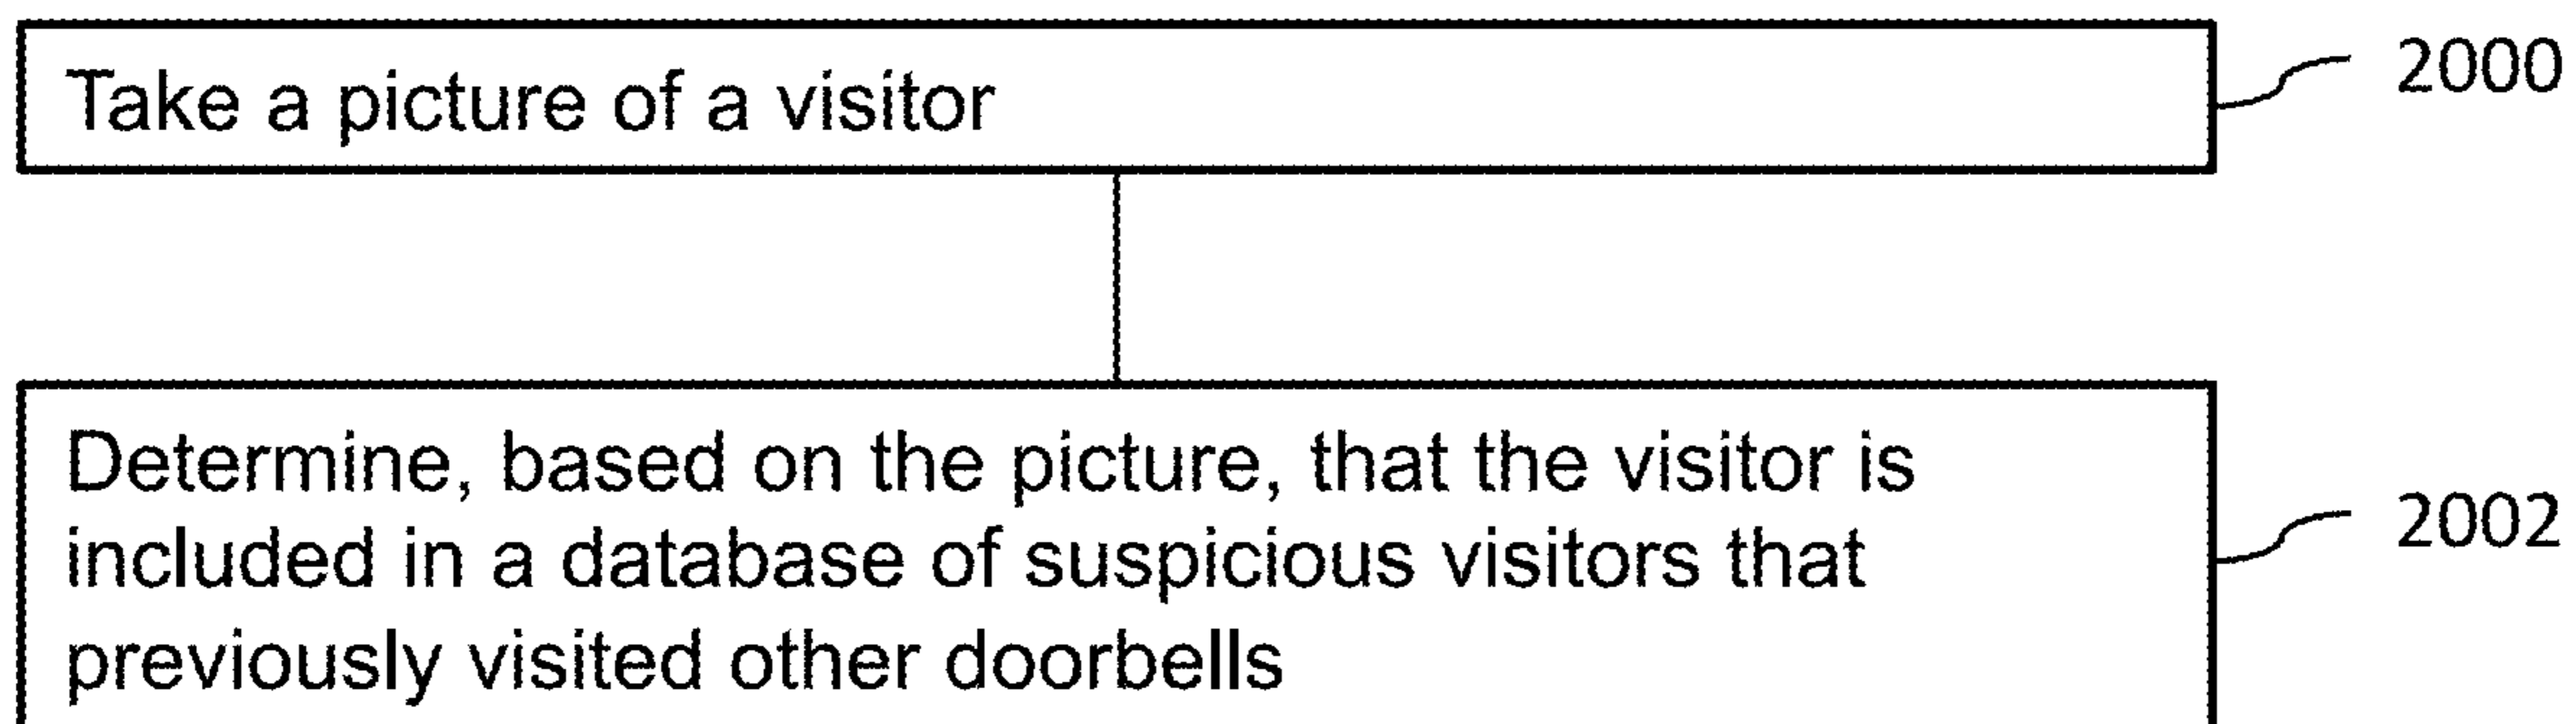 Take a picture of a visitor
2000
Determine, based on the picture, that the visitor is
included in a database of suspicious visitors that
2002
previously visited other doorbells